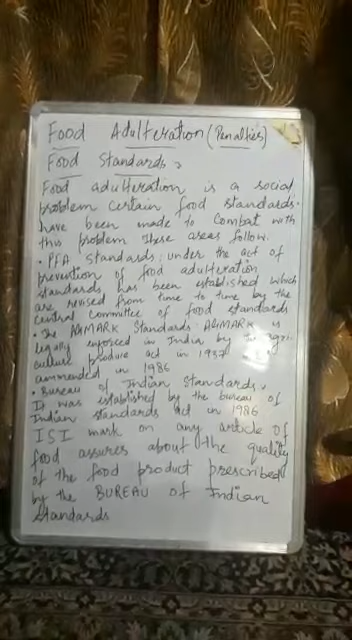 Food Adulteration (Penalties)
Food Standards
Food adulteration is a social
problem certain food standards.
have been made to combat with
this problem these areas follow.
• PFA Standards: under the act of
prevention of food adulteration
standards has been established which
are revised from time to time by the
central committee of food standards
• The AGMARK Standards: AGMARK is
legally enforced in India by the agri
culture produce act in 1937
ammended in 1986
• Bureau of Indian Standards.
It was established by the bureau of
Indian standards act in 1986
ISI mark on any article of
food assures about the quality
of the food product prescribed
by the BUREAU of Indian
Standards